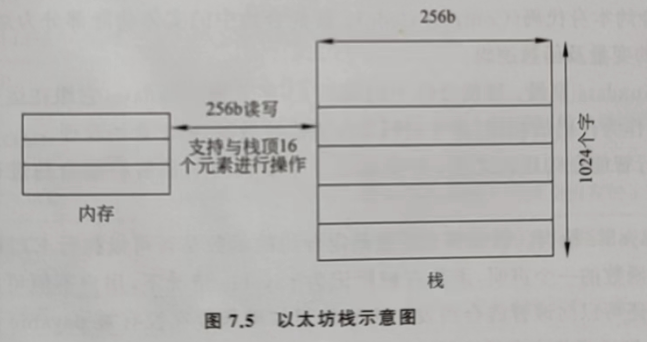 256b
256b读写
支持与栈顶16
个元素进行操作
1024个字
内存
栈
图 7.5 以太坊栈示意图